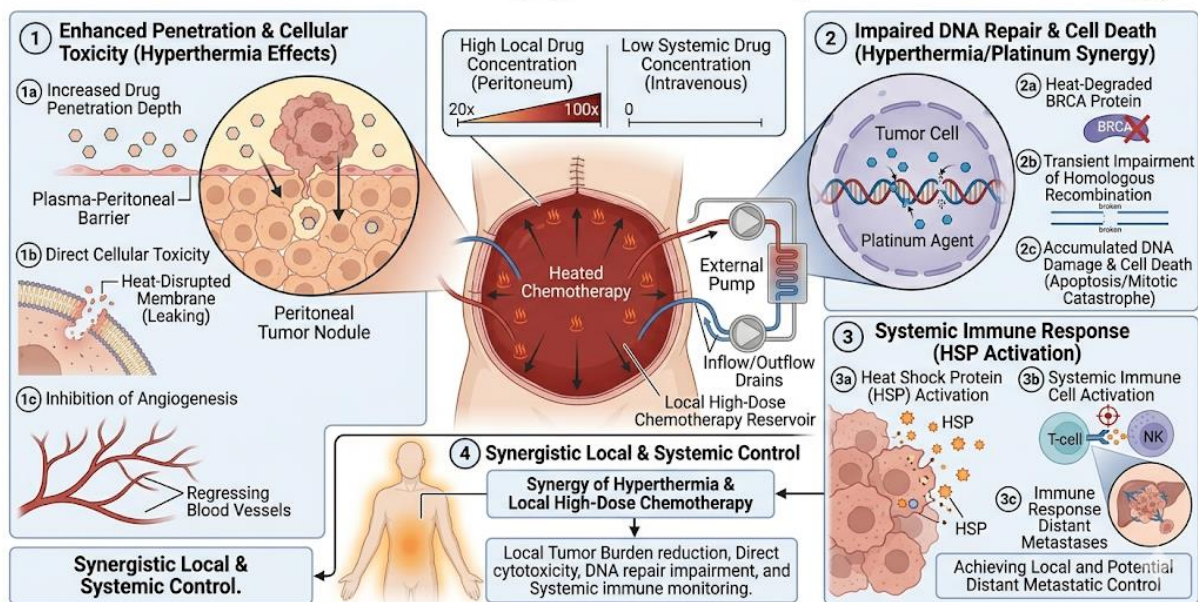 1 Enhanced Penetration & Cellular
Toxicity (Hyperthermia Effects)
1a Increased Drug
Penetration Depth
Plasma-Peritoneal
Barrier
1b Direct Cellular Toxicity
Heat-Disrupted
Membrane
(Leaking)
Peritoneal
Tumor Nodule
1c Inhibition of Angiogenesis
Regressing
Blood Vessels
Synergistic Local &
Systemic Control.
High Local Drug
Concentration
(Peritoneum)
20x 100x
Low Systemic Drug
Concentration
(Intravenous)
0
Heated
Chemotherapy
External
Pump
Inflow/Outflow
Drains
Local High-Dose
Chemotherapy Reservoir
2 Impaired DNA Repair & Cell Death
(Hyperthermia/Platinum Synergy)
Tumor Cell
Platinum Agent
2a Heat-Degraded
BRCA Protein
BRCA
2b Transient Impairment
of Homologous
Recombination
broken
broken
2c Accumulated DNA
Damage & Cell Death
(Apoptosis/Mitotic
Catastrophe)
3 Systemic Immune Response
(HSP Activation)
3a Heat Shock Protein
(HSP) Activation
HSP
HSP
3b Systemic Immune
Cell Activation
T-cell
NK
3c Immune
Response
Distant
Metastases
Achieving Local and Potential
Distant Metastatic Control
4 Synergistic Local & Systemic Control
Synergy of Hyperthermia &
Local High-Dose Chemotherapy
Local Tumor Burden reduction, Direct
cytotoxicity, DNA repair impairment, and
Systemic immune monitoring.